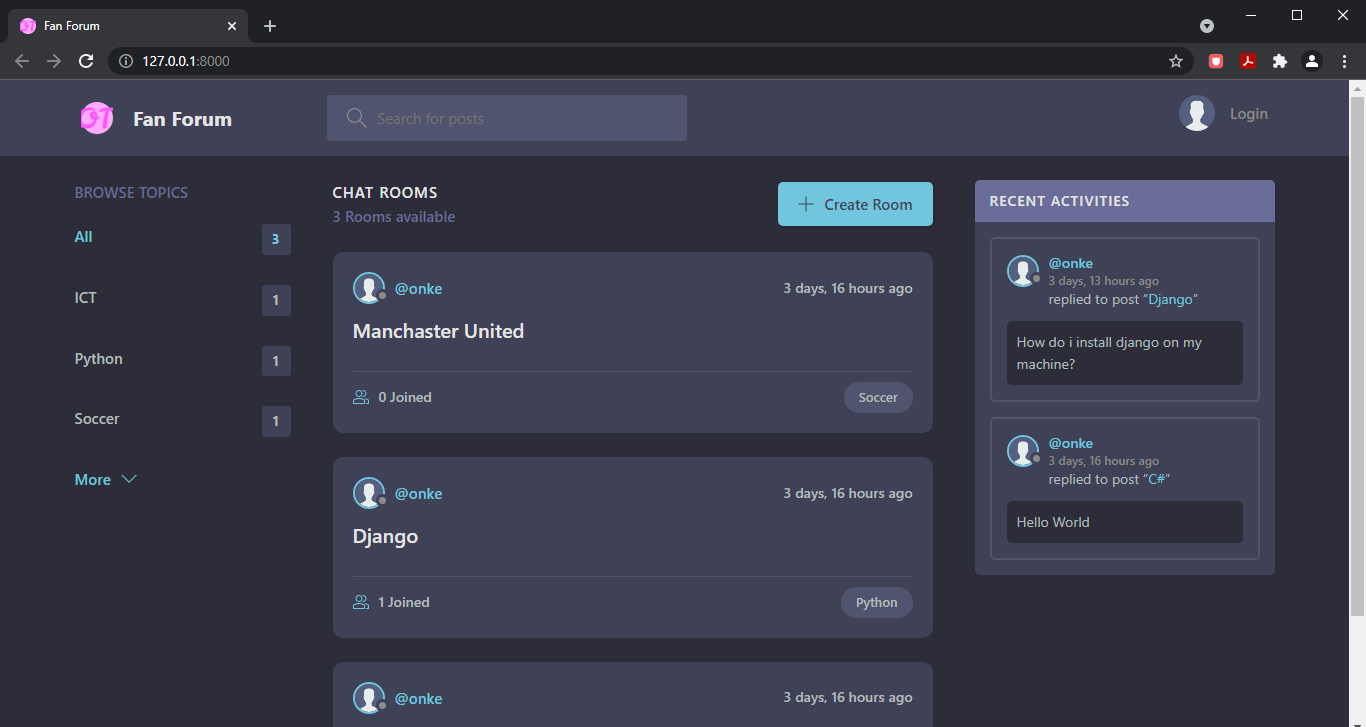 Fan Forum
127.0.0.1:8000
OT
Fan Forum
Search for posts
Login
BROWSE TOPICS
All
3
ICT
1
Python
1
Soccer
1
More
CHAT ROOMS
3 Rooms available
Create Room
@onke
3 days, 16 hours ago
Manchaster United
0 Joined
Soccer
@onke
3 days, 16 hours ago
Django
1 Joined
Python
@onke
3 days, 16 hours ago
RECENT ACTIVITIES
@onke
3 days, 13 hours ago
replied to post “Django”
How do i install django on my
machine?
@onke
3 days, 16 hours ago
replied to post “C#”
Hello World